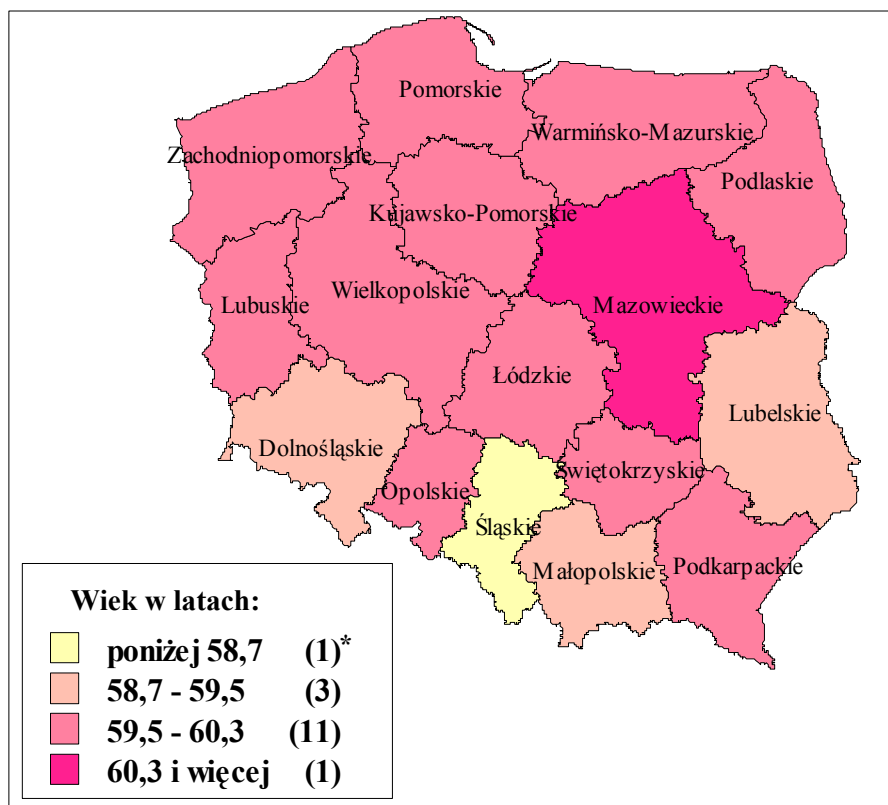 Pomorskie
Warmińsko-Mazurskie
Zachodniopomorskie
Podlaskie
Kujawsko-Pomorskie
Wielkopolskie
Lubuskie
Mazowieckie
Łódzkie
Lubelskie
Dolnośląskie
Świętokrzyskie
Opolskie
Śląskie
Małopolskie
Podkarpackie
Wiek w latach:
poniżej 58,7 (1)*
58,7 - 59,5 (3)
59,5 - 60,3 (11)
60,3 i więcej (1)